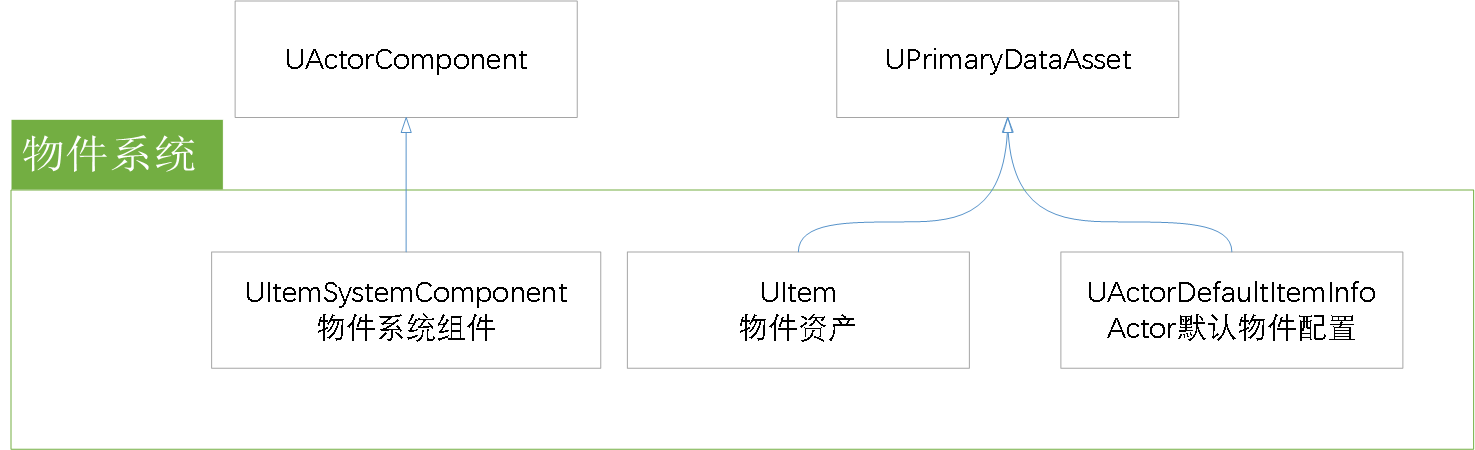 UActorComponent
UPrimaryDataAsset
物件系统
UItemSystemComponent
物件系统组件
UItem
物件资产
UActorDefaultItemInfo
Actor默认物件配置